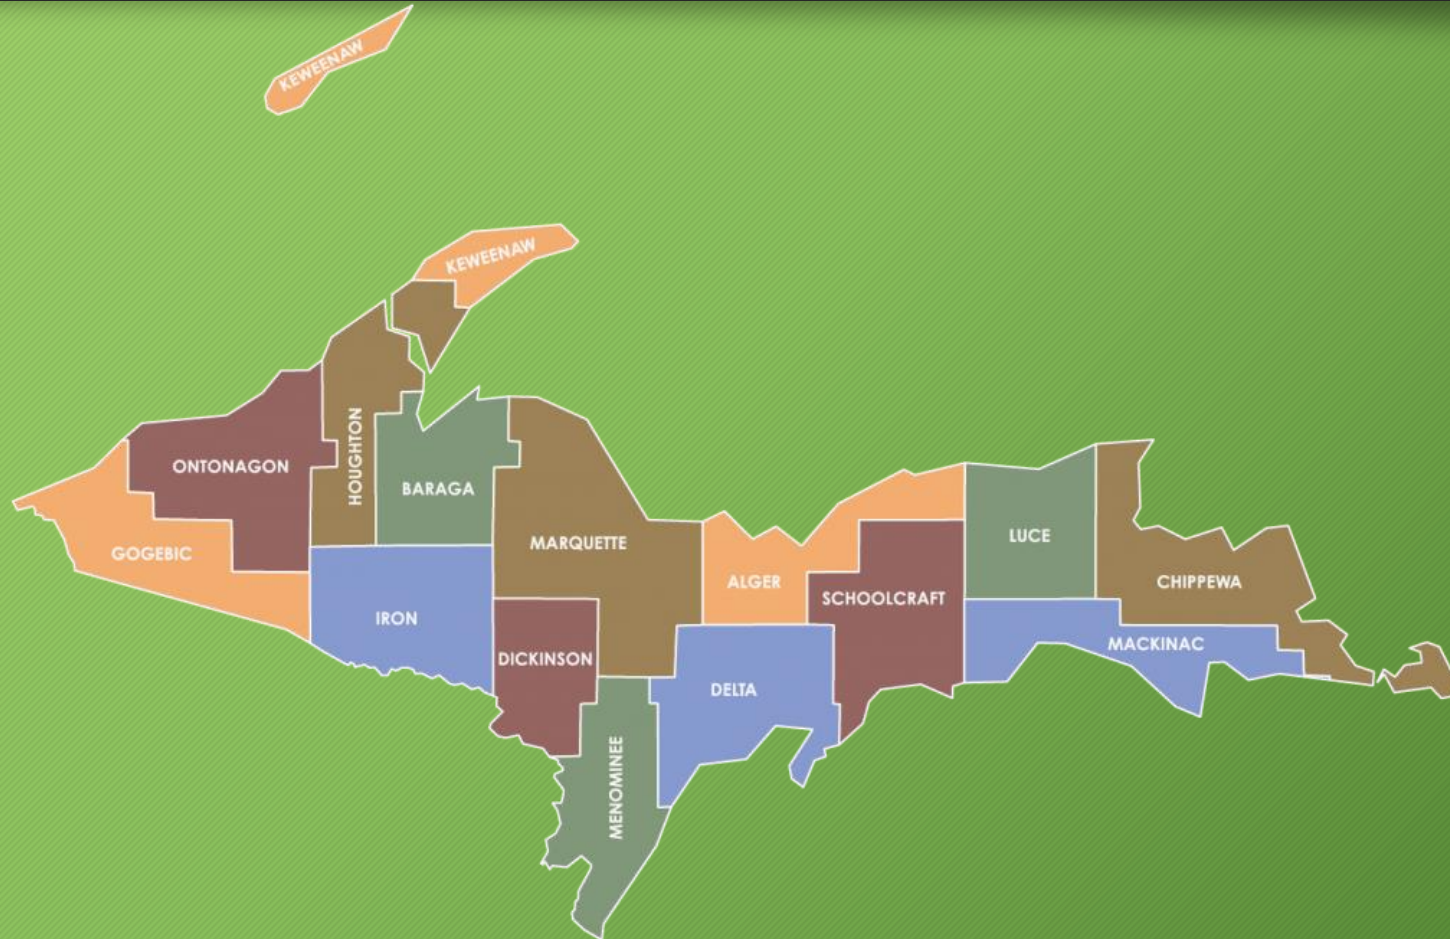 KEWEENAW
KEWEENAW
ONTONAGON
HOUGHTON
BARAGA
GOGEBIC
MARQUETTE
LUCE
ALGER
CHIPPEWA
SCHOOLCRAFT
IRON
MACKINAC
DICKINSON
DELTA
MENOMINEE